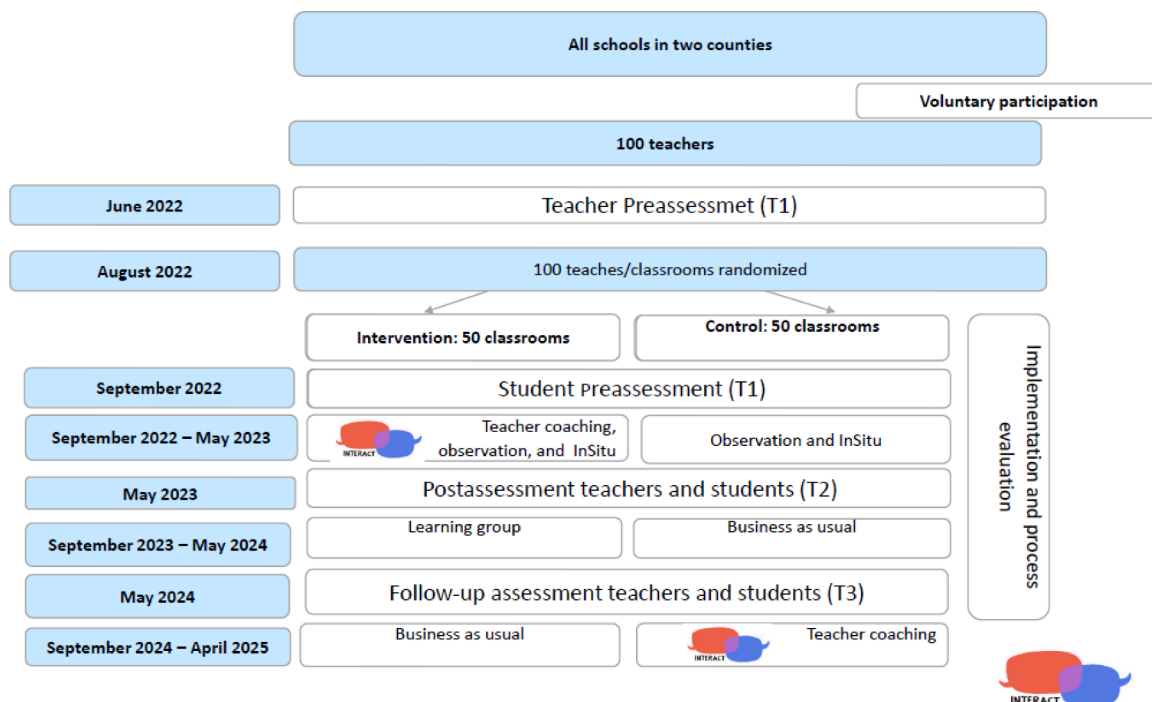 All schools in two counties
Voluntary participation
100 teachers
June 2022
Teacher Preassessmet (T1)
August 2022
100 teaches/classrooms randomized
Intervention: 50 classrooms
Control: 50 classrooms
Implementation and process
evaluation
September 2022
Student Preassessment (T1)
September 2022 – May 2023
INTERACT
Teacher coaching,
observation, and InSitu
Observation and InSitu
May 2023
Postassessment teachers and students (T2)
September 2023 – May 2024
Learning group
Business as usual
May 2024
Follow-up assessment teachers and students (T3)
September 2024 – April 2025
Business as usual
INTERACT
Teacher coaching
INTERACT